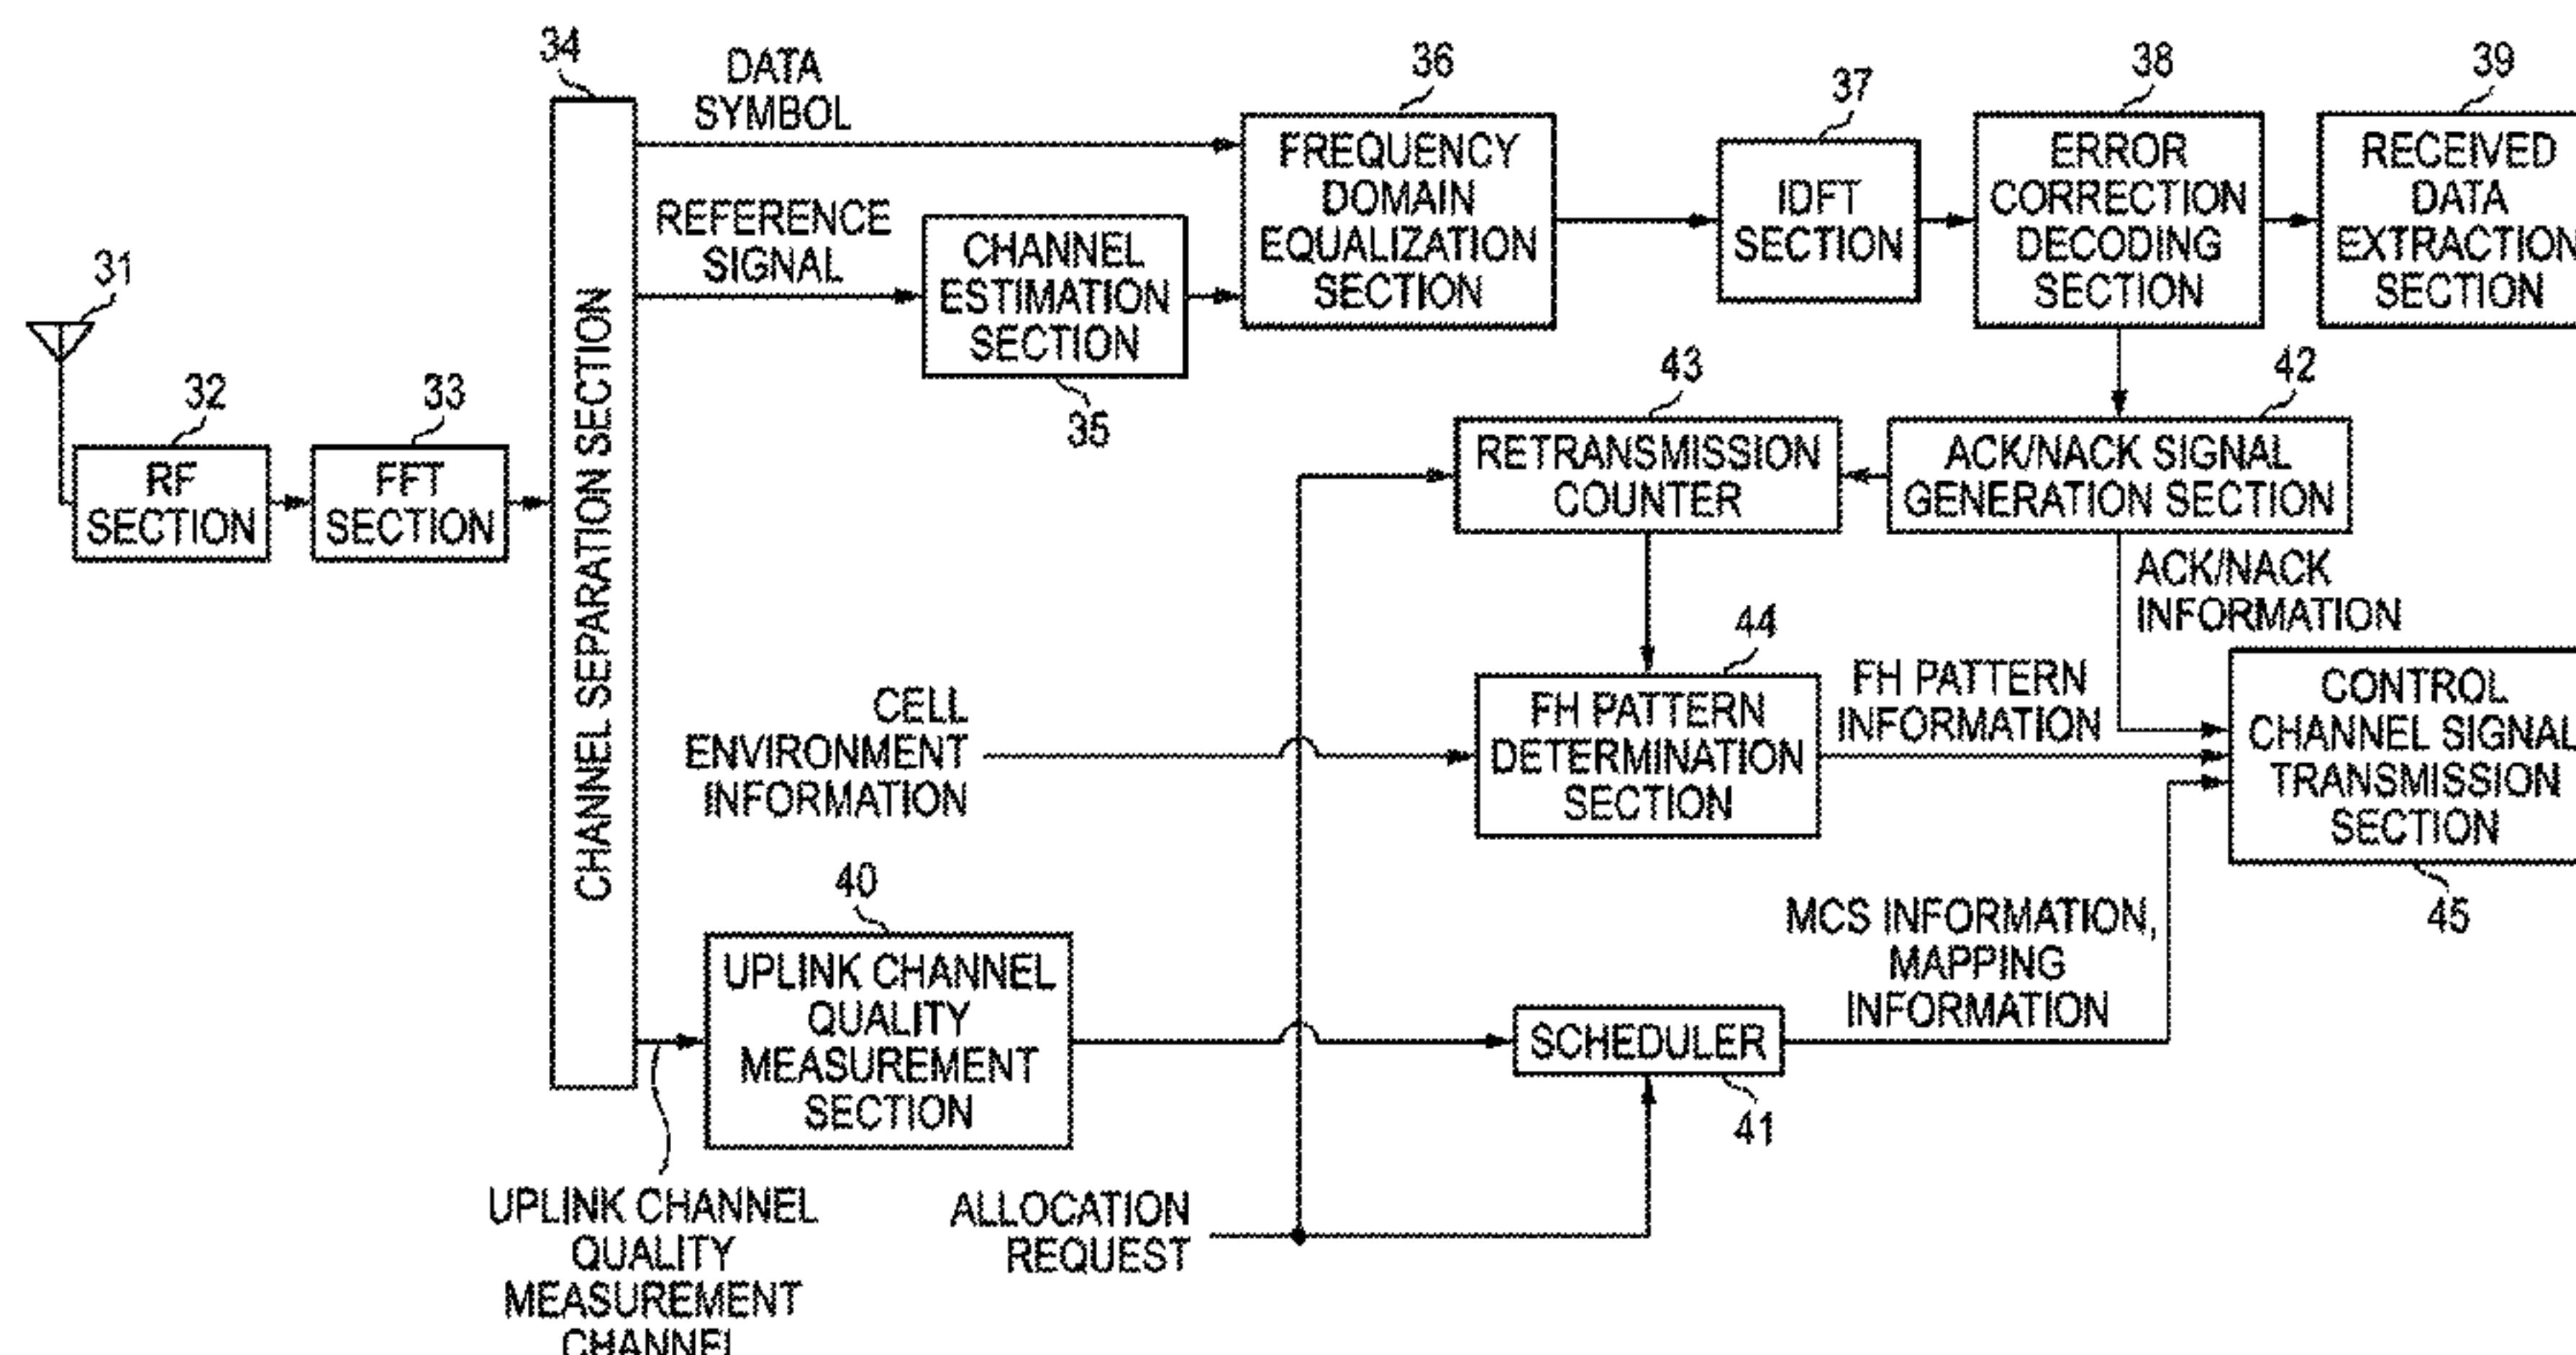 34
DATA
SYMBOL
36
37
38
39
FREQUENCY
DOMAIN
EQUALIZATION
SECTION
IDFT
SECTION
ERROR
CORRECTION
DECODING
SECTION
RECEIVED
DATA
EXTRACTION
SECTION
REFERENCE
SIGNAL
CHANNEL
ESTIMATION
SECTION
35
31
32
RF
SECTION
33
FFT
SECTION
CHANNEL SEPARATION SECTION
43
RETRANSMISSION
COUNTER
42
ACK/NACK SIGNAL
GENERATION SECTION
ACK/NACK
INFORMATION
CELL
ENVIRONMENT
INFORMATION
44
FH PATTERN
DETERMINATION
SECTION
FH PATTERN
INFORMATION
CONTROL
CHANNEL SIGNAL
TRANSMISSION
SECTION
45
40
UPLINK CHANNEL
QUALITY
MEASUREMENT
SECTION
MCS INFORMATION,
MAPPING
INFORMATION
SCHEDULER
41
UPLINK CHANNEL
QUALITY
MEASUREMENT
CHANNEL
ALLOCATION
REQUEST